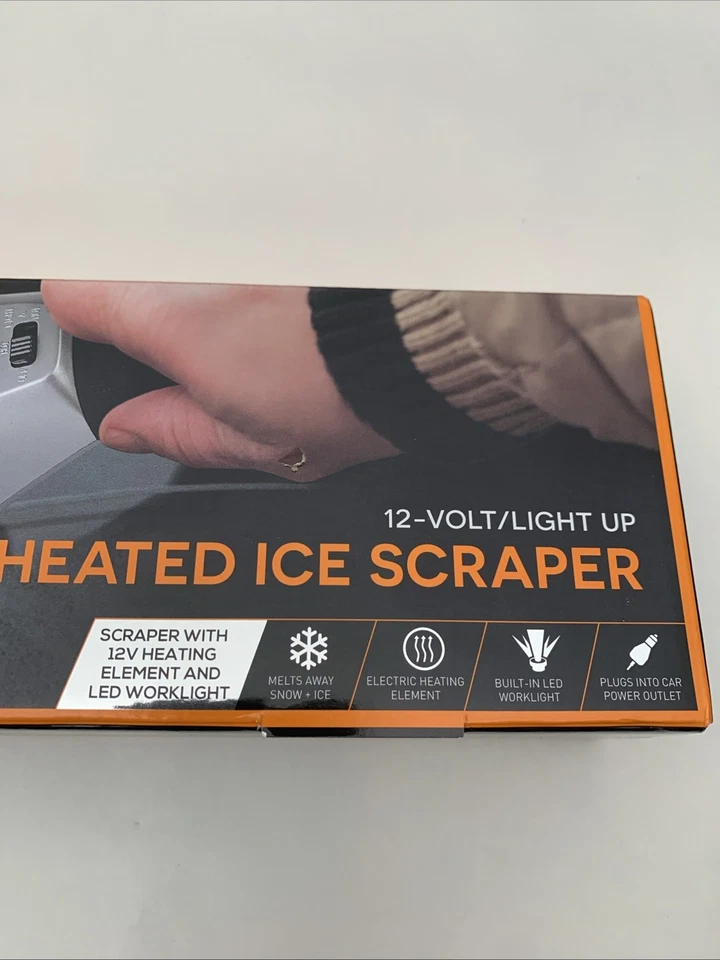 12-VOLT/LIGHT UP
HEATED ICE SCRAPER
SCRAPER WITH
12V HEATING
ELEMENT AND
LED WORKLIGHT
MELTS AWAY
SNOW + ICE
ELECTRIC HEATING
ELEMENT
BUILT-IN LED
WORKLIGHT
PLUGS INTO CAR
POWER OUTLET